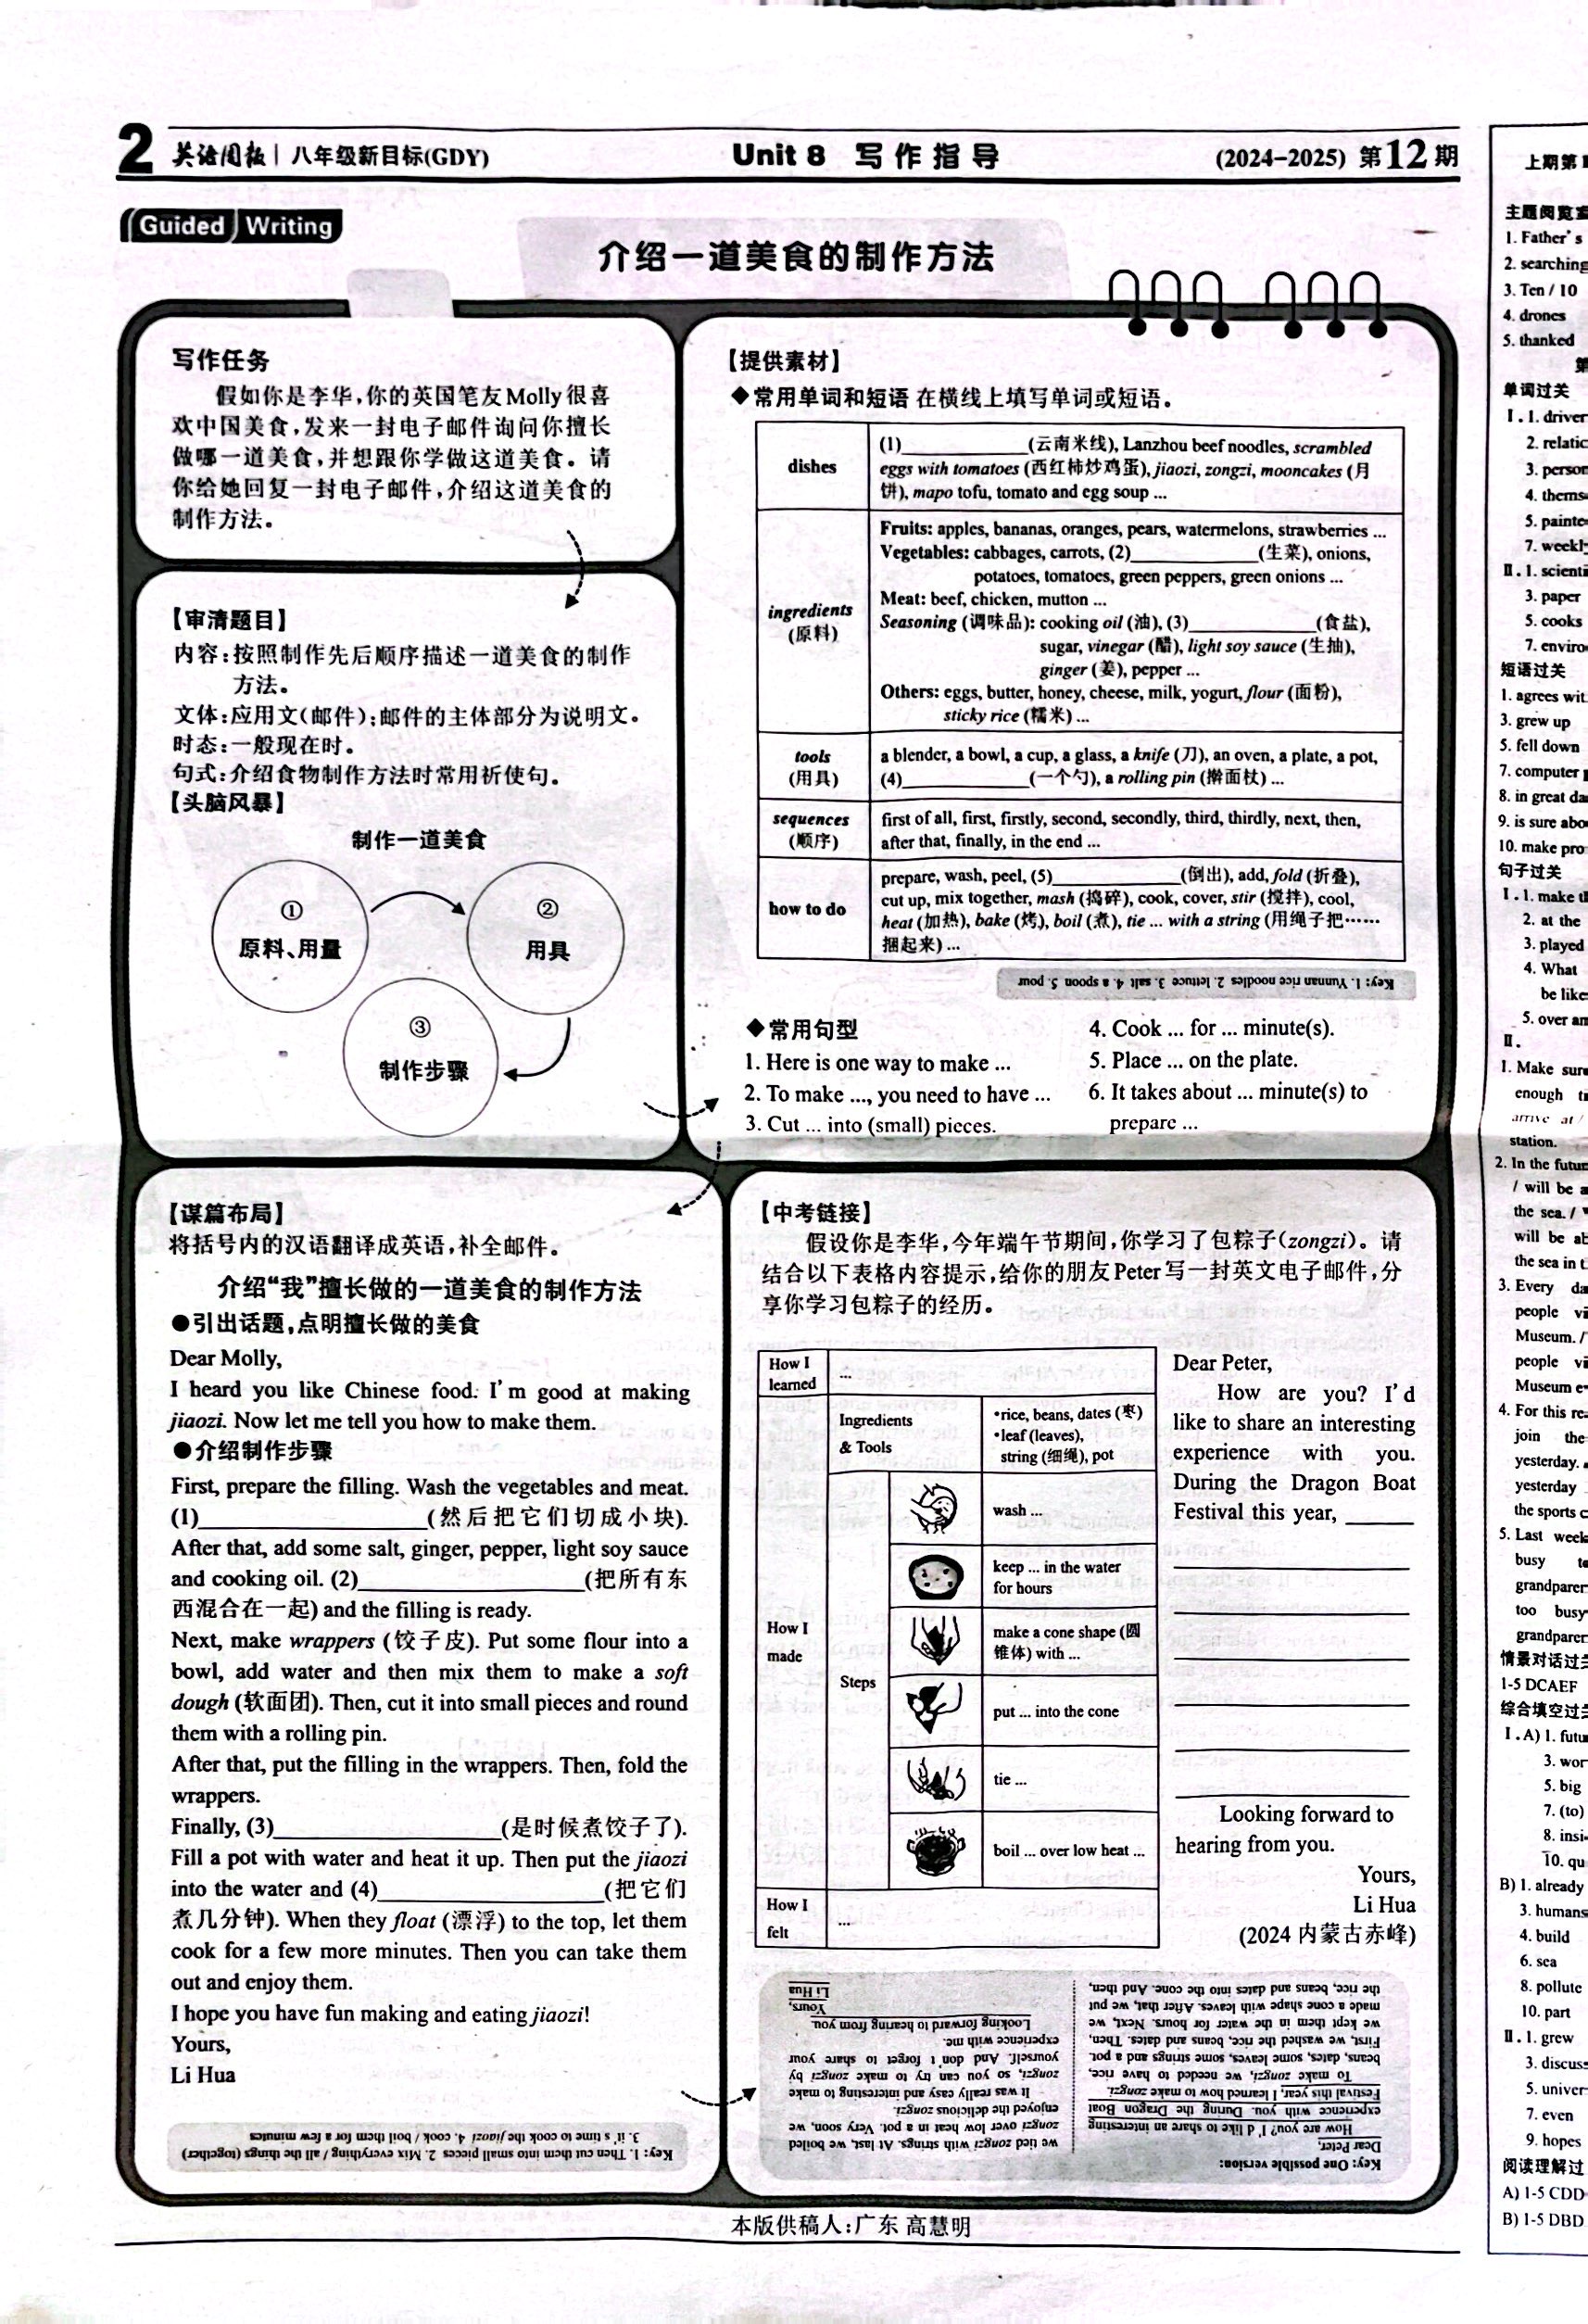 2 英语周报 | 八年级新目标(GDY)
Unit 8 写作指导
(2024–2025) 第12期
Guided Writing
介绍一道美食的制作方法
写作任务
假如你是李华,你的英国笔友Molly很喜
欢中国美食,发来一封电子邮件询问你擅长
做哪一道美食,并想跟你学做这道美食。请
你给她回复一封电子邮件,介绍这道美食的
制作方法。
【审清题目】
内容:按照制作先后顺序描述一道美食的制作
方法。
文体:应用文(邮件);邮件的主体部分为说明文。
时态:一般现在时。
句式:介绍食物制作方法时常用祈使句。
【头脑风暴】
制作一道美食
①
原料、用量
②
用具
③
制作步骤
【提供素材】
◆常用单词和短语 在横线上填写单词或短语。
dishes
(1)____________(云南米线), Lanzhou beef noodles, scrambled
eggs with tomatoes (西红柿炒鸡蛋), jiaozi, zongzi, mooncakes (月
饼), mapo tofu, tomato and egg soup ...
ingredients
(原料)
Fruits: apples, bananas, oranges, pears, watermelons, strawberries ...
Vegetables: cabbages, carrots, (2)____________(生菜), onions,
potatoes, tomatoes, green peppers, green onions ...
Meat: beef, chicken, mutton ...
Seasoning (调味品): cooking oil (油), (3)____________(食盐),
sugar, vinegar (醋), light soy sauce (生抽),
ginger (姜), pepper ...
Others: eggs, butter, honey, cheese, milk, yogurt, flour (面粉),
sticky rice (糯米) ...
tools
(用具)
a blender, a bowl, a cup, a glass, a knife (刀), an oven, a plate, a pot,
(4)____________(一个勺), a rolling pin (擀面杖) ...
sequences
(顺序)
first of all, first, firstly, second, secondly, third, thirdly, next, then,
after that, finally, in the end ...
how to do
prepare, wash, peel, (5)____________(倒出), add, fold (折叠),
cut up, mix together, mash (捣碎), cook, cover, stir (搅拌), cool,
heat (加热), bake (烤), boil (煮), tie ... with a string (用绳子把……
捆起来) ...
Key: 1. Yunnan rice noodles 2. lettuce 3. salt 4. a spoon 5. pour
◆常用句型
1. Here is one way to make ...
2. To make ..., you need to have ...
3. Cut ... into (small) pieces.
4. Cook ... for ... minute(s).
5. Place ... on the plate.
6. It takes about ... minute(s) to
prepare ...
【谋篇布局】
将括号内的汉语翻译成英语,补全邮件。
介绍“我”擅长做的一道美食的制作方法
●引出话题,点明擅长做的美食
Dear Molly,
I heard you like Chinese food. I'm good at making
jiaozi. Now let me tell you how to make them.
●介绍制作步骤
First, prepare the filling. Wash the vegetables and meat.
(1)____________(然后把它们切成小块).
After that, add some salt, ginger, pepper, light soy sauce
and cooking oil. (2)____________(把所有东
西混合在一起) and the filling is ready.
Next, make wrappers (饺子皮). Put some flour into a
bowl, add water and then mix them to make a soft
dough (软面团). Then, cut it into small pieces and round
them with a rolling pin.
After that, put the filling in the wrappers. Then, fold the
wrappers.
Finally, (3)____________(是时候煮饺子了).
Fill a pot with water and heat it up. Then put the jiaozi
into the water and (4)____________(把它们
煮几分钟). When they float (漂浮) to the top, let them
cook for a few more minutes. Then you can take them
out and enjoy them.
I hope you have fun making and eating jiaozi!
Yours,
Li Hua
Key: 1. Then cut them into small pieces 2. Mix everything / all the things (together)
3. it's time to cook the jiaozi 4. cook / boil them for a few minutes
【中考链接】
假设你是李华,今年端午节期间,你学习了包粽子(zongzi)。请
结合以下表格内容提示,给你的朋友Peter写一封英文电子邮件,分
享你学习包粽子的经历。
How I
learned
...
How I
made
Ingredients
& Tools
•rice, beans, dates (枣)
•leaf (leaves),
string (细绳), pot
Steps
wash ...
keep ... in the water
for hours
make a cone shape (圆
锥体) with ...
put ... into the cone
tie ...
boil ... over low heat ...
How I
felt
...
Dear Peter,
How are you? I'd
like to share an interesting
experience with you.
During the Dragon Boat
Festival this year, ______
Looking forward to
hearing from you.
Yours,
Li Hua
(2024 内蒙古赤峰)
Key: One possible version:
Dear Peter,
How are you? I'd like to share an interesting
experience with you. During the Dragon Boat
Festival this year, I learned how to make zongzi.
To make zongzi, we needed to have rice,
beans, dates, some leaves, some strings and a pot.
First, we washed the rice, beans and dates. Then,
we kept them in the water for hours. Next, we
made a cone shape with leaves. After that, we put
the rice, beans and dates into the cone. And then,
we tied zongzi with strings. At last, we boiled
zongzi over low heat in a pot. Very soon, we
enjoyed the delicious zongzi.
It was really easy and interesting to make
zongzi, so you can try to make zongzi by
yourself. And don't forget to share your
experience with me.
Looking forward to hearing from you.
Yours,
Li Hua
本版供稿人:广东 高慧明
上期第
主题阅览室
1. Father's
2. searching
3. Ten / 10
4. drones
5. thanked
单词过关
Ⅰ. 1. driver
3. person
5. painte
7. weekly
Ⅱ. 1. scienti
3. paper
5. cooks
7. enviro
短语过关
1. agrees wit
3. grew up
5. fell down
7. computer
8. in great da
9. is sure abo
10. make pro
句子过关
Ⅰ. 1. make th
2. at the
3. played
4. What
be like
5. over an
Ⅱ.
1. Make sure
enough
arrive at /
station.
2. In the futur
/ will be a
the sea. /
will be ab
the sea in t
3. Every da
people vi
Museum. /
people vi
Museum e
4. For this re
join the
yesterday.
yesterday
the sports c
5. Last week
busy
grandparer
too busy
grandparer
情景对话过关
1-5 DCAEF
综合填空过关
Ⅰ. A) 1. futu
3. wor
5. big
7. (to)
8. insi
10. qu
B) 1. already
3. humans
4. build
6. sea
8. pollute
10. part
Ⅱ. 1. grew
3. discuss
5. univer
7. even
9. hopes
阅读理解过
A) 1-5 CDD
B) 1-5 DBD